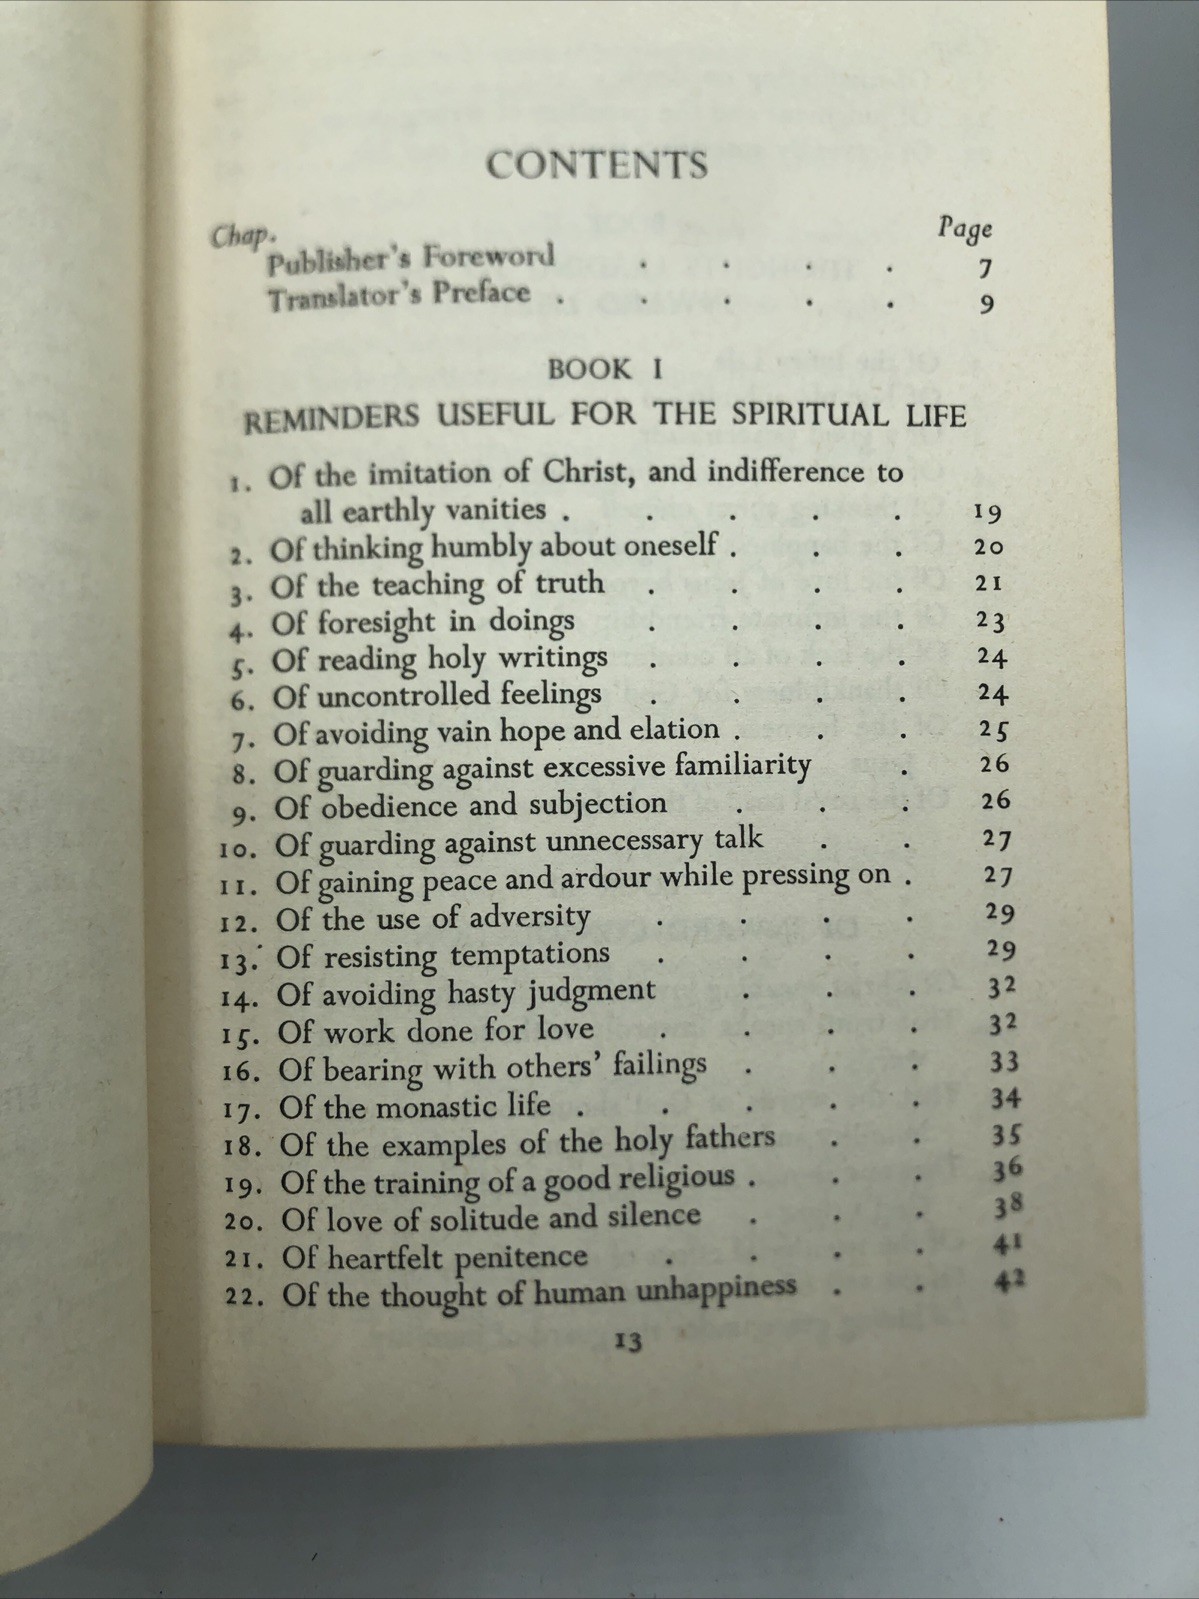 CONTENTS
Chap. Page
Publisher's Foreword . . . . 7
Translator's Preface . . . . . 9
BOOK I
REMINDERS USEFUL FOR THE SPIRITUAL LIFE
1. Of the imitation of Christ, and indifference to
all earthly vanities . . . . . 19
2. Of thinking humbly about oneself . . . 20
3. Of the teaching of truth . . . . 21
4. Of foresight in doings . . . . 23
5. Of reading holy writings . . . . 24
6. Of uncontrolled feelings . . . . 24
7. Of avoiding vain hope and elation . . . 25
8. Of guarding against excessive familiarity . 26
9. Of obedience and subjection . . . 26
10. Of guarding against unnecessary talk . . 27
11. Of gaining peace and ardour while pressing on . 27
12. Of the use of adversity . . . . 29
13. Of resisting temptations . . . . 29
14. Of avoiding hasty judgment . . . 32
15. Of work done for love . . . . 32
16. Of bearing with others' failings . . . 33
17. Of the monastic life . . . . . 34
18. Of the examples of the holy fathers . . 35
19. Of the training of a good religious . . . 36
20. Of love of solitude and silence . . . 38
21. Of heartfelt penitence . . . . 41
22. Of the thought of human unhappiness . . 42
13